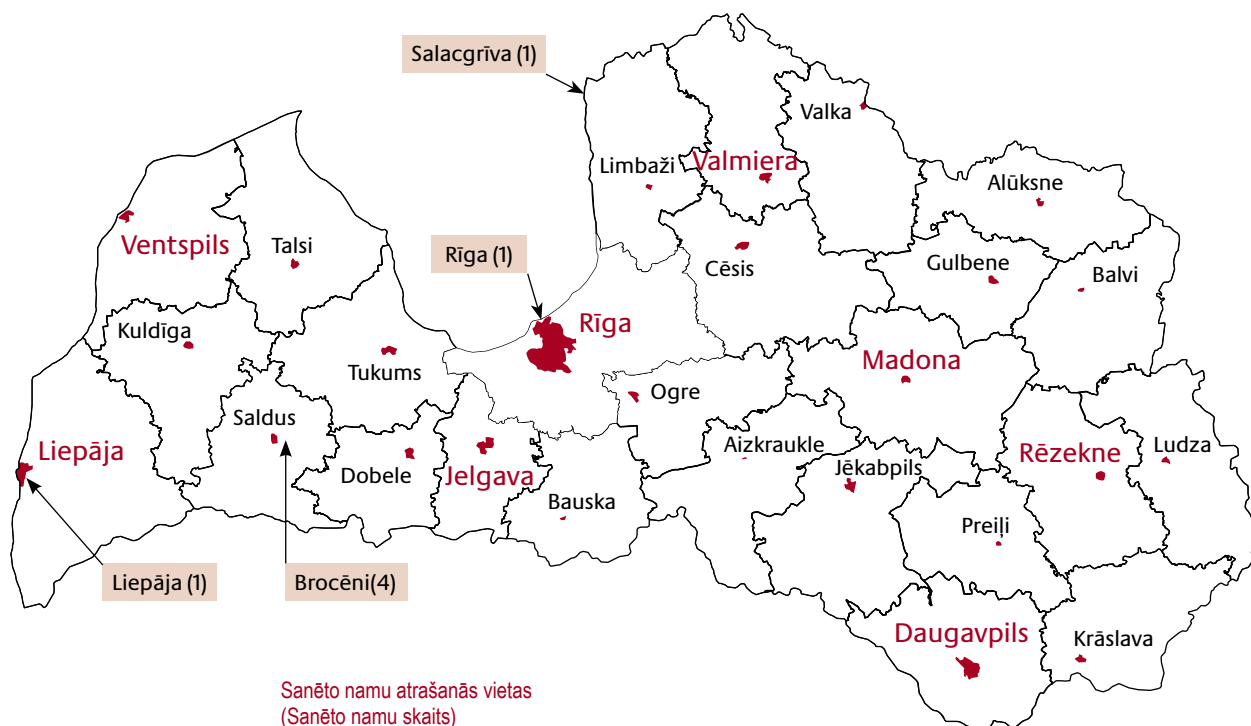 Salacgrīva (1)
Valka
Limbaži
Valmiera
Alūksne
Ventspils
Talsi
Rīga (1)
Cēsis
Gulbene
Balvi
Kuldīga
Rīga
Tukums
Madona
Ogre
Saldus
Aizkraukle
Liepāja
Dobele
Jelgava
Jēkabpils
Rēzekne
Ludza
Bauska
Preiļi
Liepāja (1)
Brocēni(4)
Daugavpils
Krāslava
Sanēto namu atrašanās vietas
(Sanēto namu skaits)